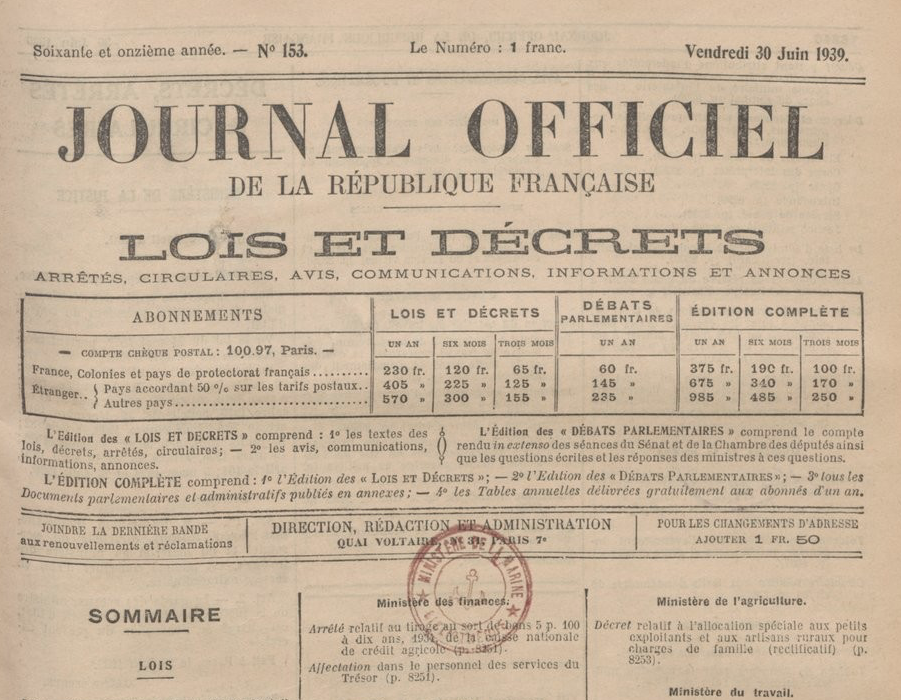 Soixante et onzième année. — N° 153.
Le Numéro : 1 franc.
Vendredi 30 Juin 1939.
JOURNAL OFFICIEL
DE LA RÉPUBLIQUE FRANÇAISE
LOIS ET DÉCRETS
ARRÊTÉS, CIRCULAIRES, AVIS, COMMUNICATIONS, INFORMATIONS ET ANNONCES
ABONNEMENTS
LOIS ET DÉCRETS
DÉBATS
PARLEMENTAIRES
ÉDITION COMPLÈTE
— COMPTE CHÈQUE POSTAL : 100.97, Paris. —
UN AN SIX MOIS TROIS MOIS UN AN UN AN SIX MOIS TROIS MOIS
France, Colonies et pays de protectorat français .......... 230 fr. 120 fr. 65 fr. 60 fr. 375 fr. 190 fr. 100 fr.
Étranger.. { Pays accordant 50 % sur les tarifs postaux.. 405 » 225 » 125 » 145 » 675 » 340 » 170 »
Autres pays.................................... 570 » 300 » 155 » 235 » 985 » 485 » 250 »
L'Edition des « LOIS ET DECRETS » comprend : 1° les textes des
lois, décrets, arrêtés, circulaires; — 2° les avis, communications,
informations, annonces.
L'Édition des « DÉBATS PARLEMENTAIRES » comprend le compte
rendu in extenso des séances du Sénat et de la Chambre des députés ainsi
que les questions écrites et les réponses des ministres à ces questions.
L'ÉDITION COMPLÈTE comprend : 1° l'Édition des « LOIS ET DÉCRETS »; — 2° l'Edition des « DÉBATS PARLEMENTAIRES »; — 3° tous les
Documents parlementaires et administratifs publiés en annexes; — 4° les Tables annuelles délivrées gratuitement aux abonnés d'un an.
JOINDRE LA DERNIÈRE BANDE
aux renouvellements et réclamations
DIRECTION, RÉDACTION ET ADMINISTRATION
QUAI VOLTAIRE, N° 31, PARIS 7e
POUR LES CHANGEMENTS D'ADRESSE
AJOUTER 1 FR. 50
MINISTÈRE DE LA MARINE
SOMMAIRE
LOIS
Ministère des finances.
Arrêté relatif au tirage au sort de bons 5 p. 100
à dix ans, 1934, de la caisse nationale
de crédit agricole (p. 8251).
Affectation dans le personnel des services du
Trésor (p. 8251).
Ministère de l'agriculture.
Décret relatif à l'allocation spéciale aux petits
exploitants et aux artisans ruraux pour
charges de famille (rectificatif) (p.
8253).
Ministère du travail.